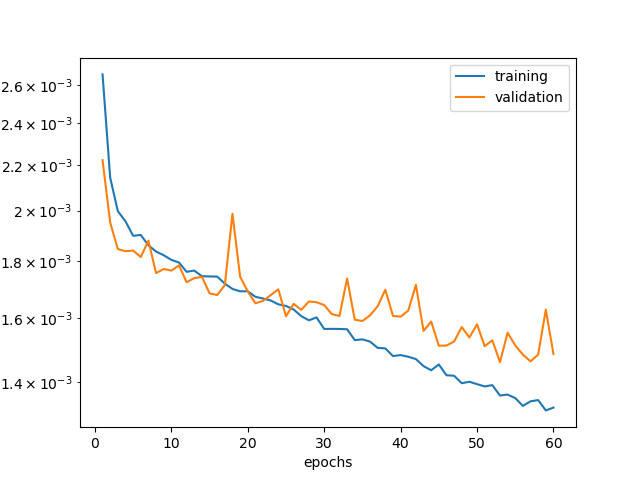 training
validation
2.6 × 10⁻³
2.4 × 10⁻³
2.2 × 10⁻³
2 × 10⁻³
1.8 × 10⁻³
1.6 × 10⁻³
1.4 × 10⁻³
0 10 20 30 40 50 60
epochs